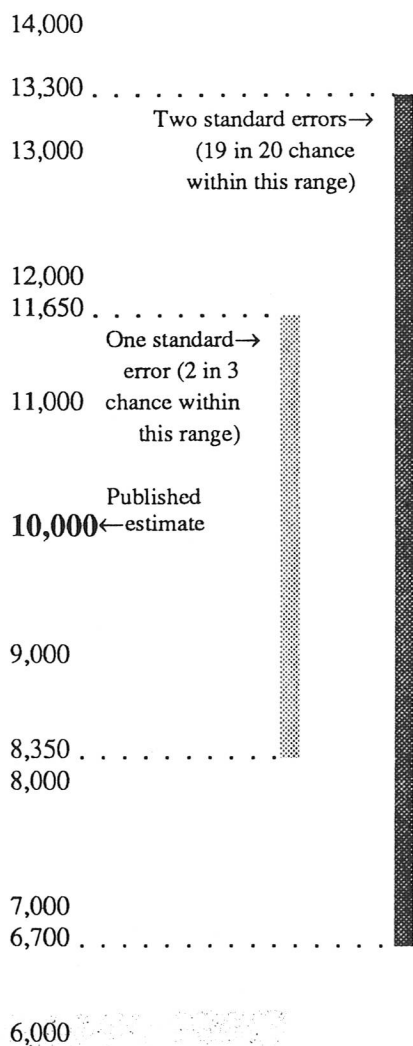 14,000
13,300 . . . . . . . . . . . . . .
Two standard errors→
13,000 (19 in 20 chance
within this range)
12,000
11,650 . . . . . . . . .
One standard→
error (2 in 3
11,000 chance within
this range)
Published
10,000←estimate
9,000
8,350 . . . . . . . . . .
8,000
7,000
6,700 . . . . . . . . . . . . . . .
6,000